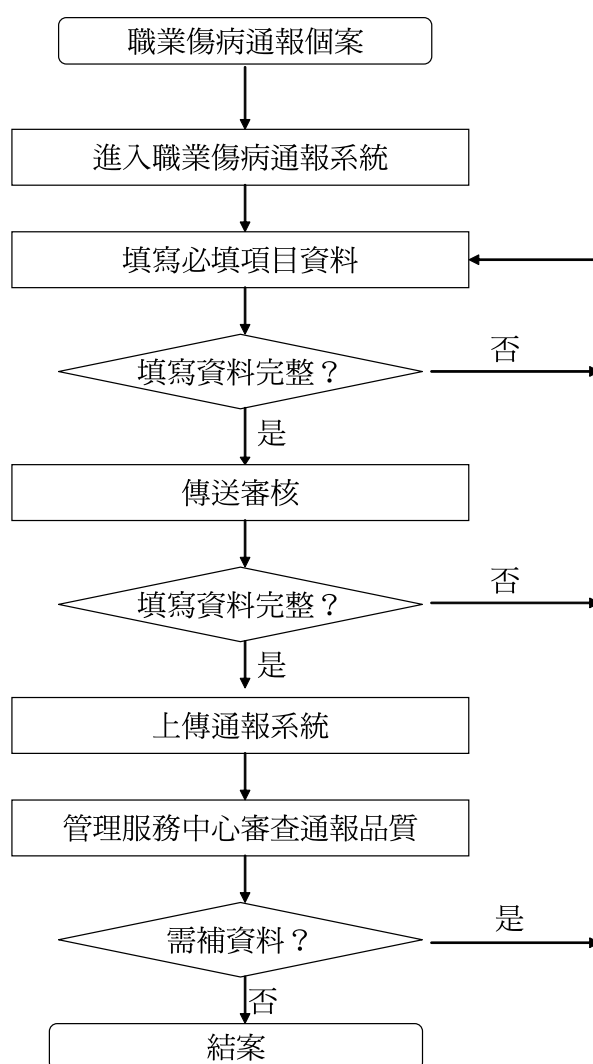 職業傷病通報個案
進入職業傷病通報系統
填寫必填項目資料
填寫資料完整？
否
是
傳送審核
填寫資料完整？
否
是
上傳通報系統
管理服務中心審查通報品質
需補資料？
是
否
結案